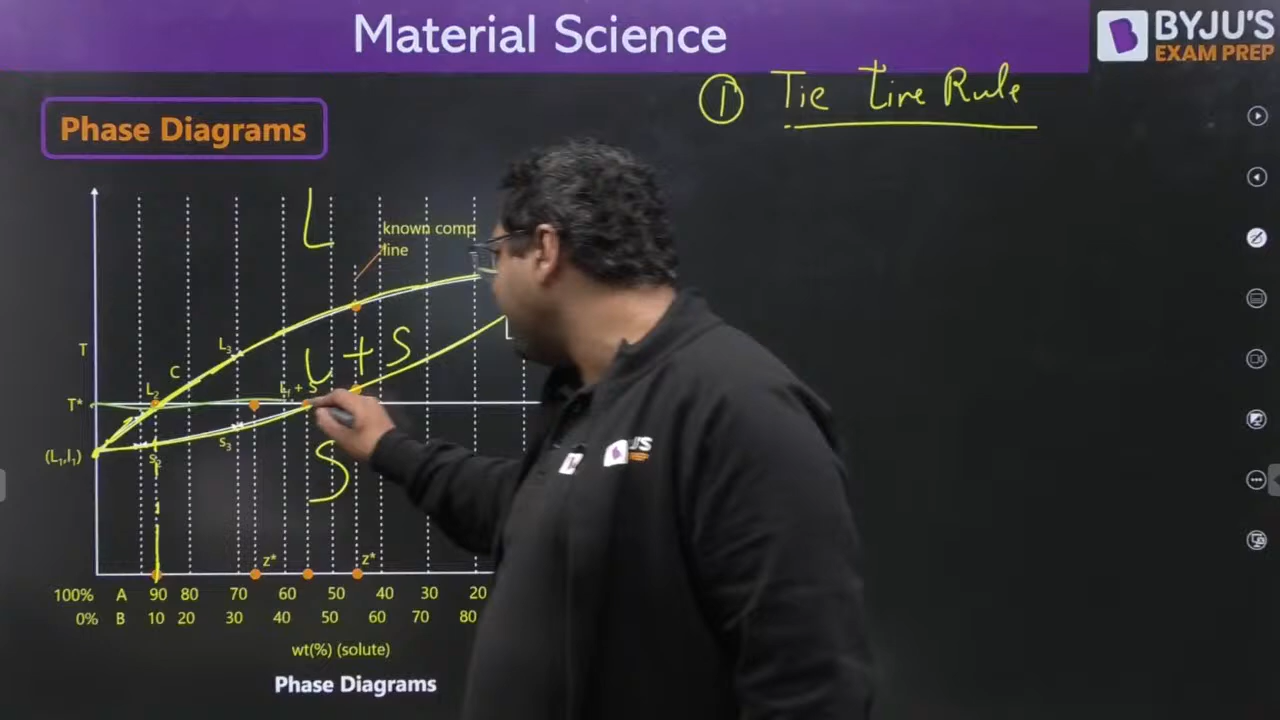 Material Science
BYJU'S
EXAM PREP
① Tie Line Rule
Phase Diagrams
L
known comp
line
L₃
L + S
T
C
L₂
L₁ + S
T*
S₃
(L₁,l₁)
S₂
S
z* z*
100% A 90 80 70 60 50 40 30 20
0% B 10 20 30 40 50 60 70 80
wt(%) (solute)
Phase Diagrams